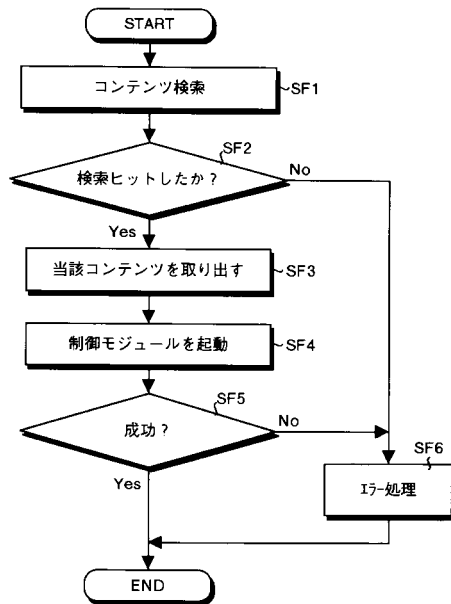 START
コンテンツ検索
SF1
SF2
検索ヒットしたか?
No
Yes
当該コンテンツを取り出す
SF3
制御モジュールを起動
SF4
SF5
成功?
No
Yes
SF6
ｴﾗｰ処理
END